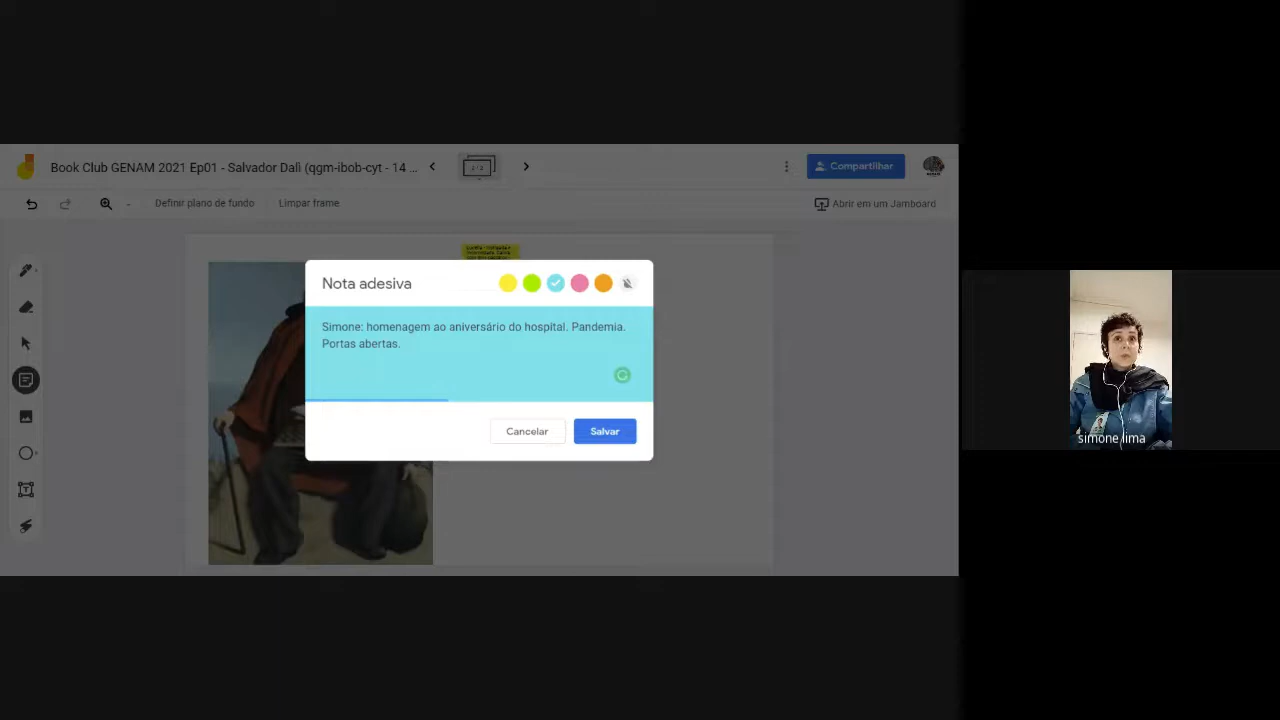 Book Club GENAM 2021 Ep01 - Salvador Dalì (qgm-ibob-cyt - 14 ...
Compartilhar
Definir plano de fundo
Limpar frame
Abrir em um Jamboard
Nota adesiva
Simone: homenagem ao aniversário do hospital. Pandemia.
Portas abertas.
Cancelar
Salvar
simone lima